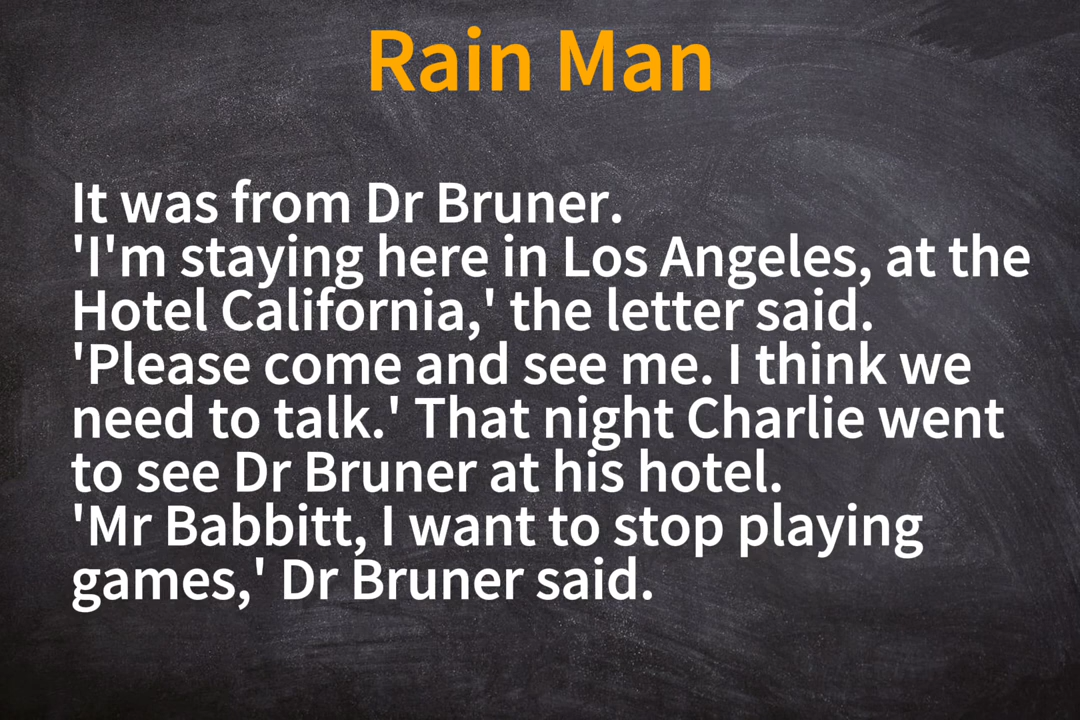 Rain Man
It was from Dr Bruner.
'I'm staying here in Los Angeles, at the
Hotel California,' the letter said.
'Please come and see me. I think we
need to talk.' That night Charlie went
to see Dr Bruner at his hotel.
'Mr Babbitt, I want to stop playing
games,' Dr Bruner said.